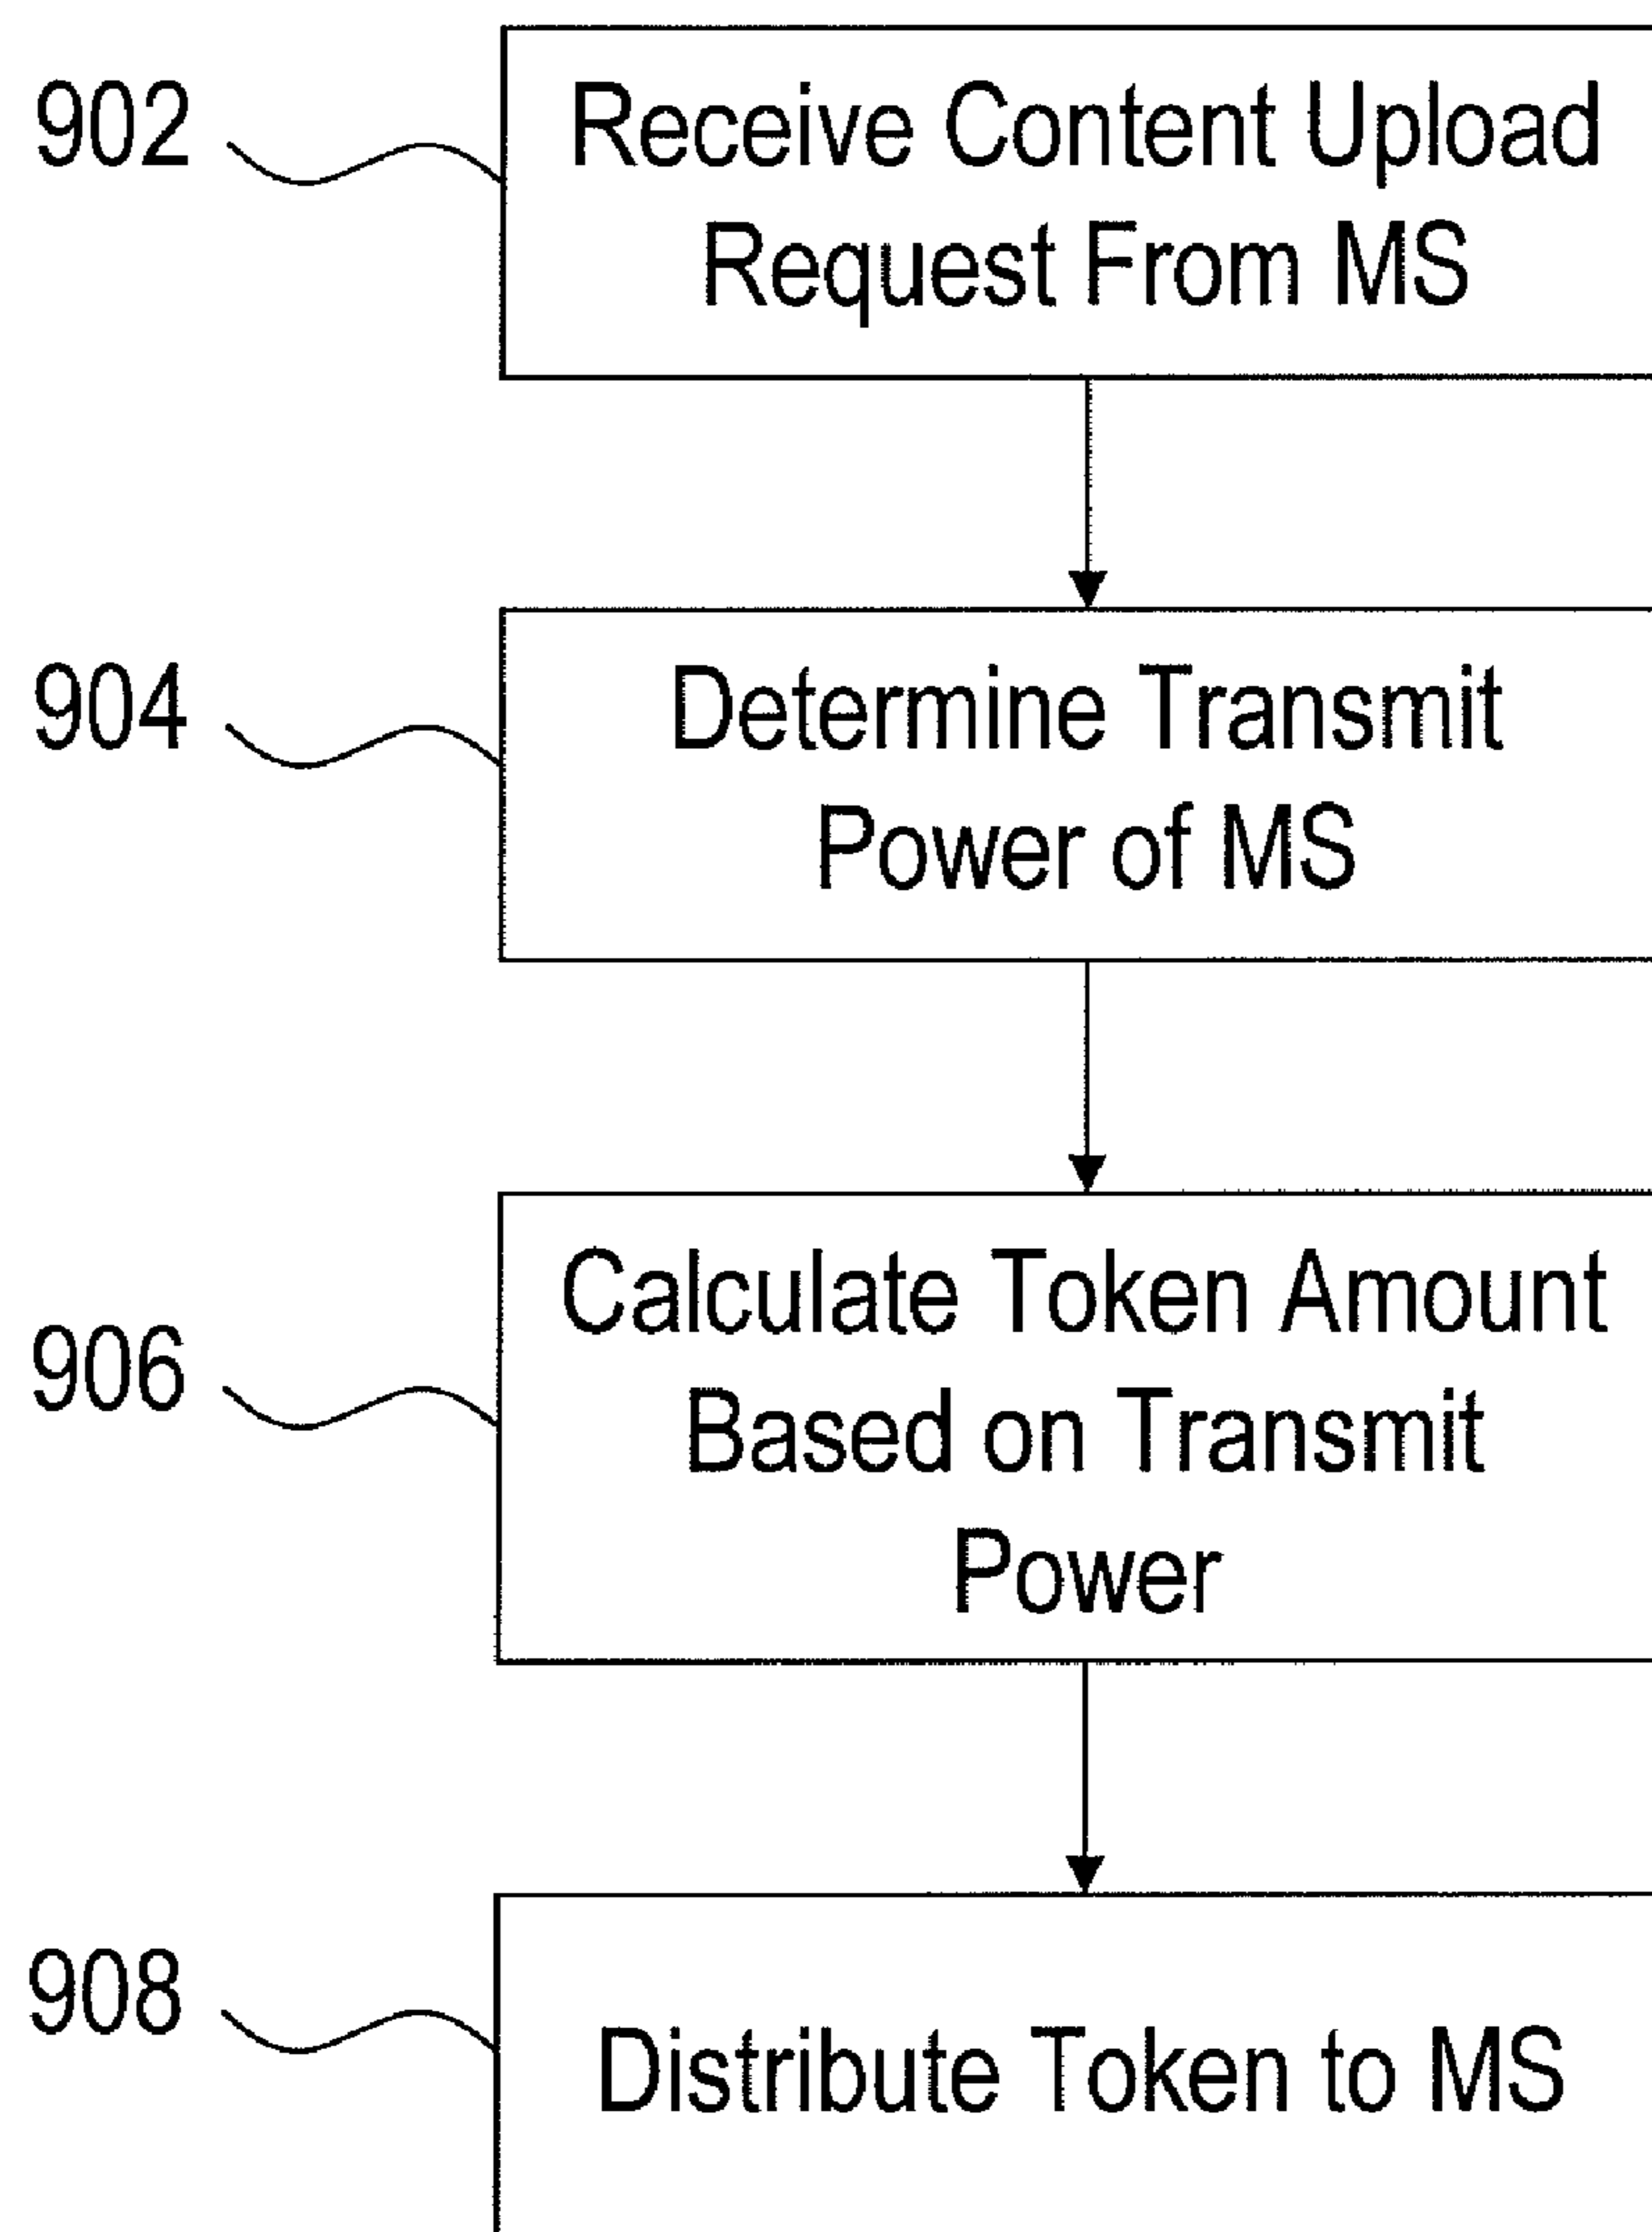 902
Receive Content Upload
Request From MS
904
Determine Transmit
Power of MS
906
Calculate Token Amount
Based on Transmit
Power
908
Distribute Token to MS